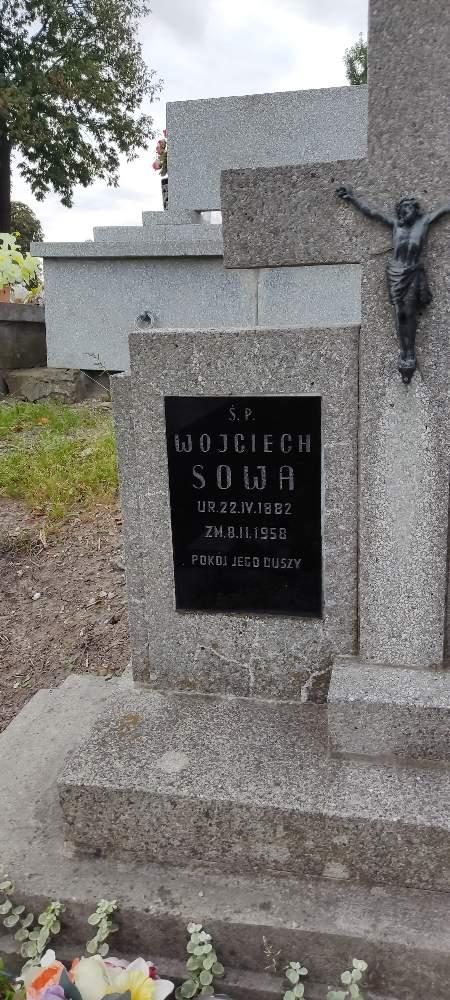 Ś. P.
WOJCIECH
SOWA
UR.22.IV.1882
ZM.8.II.1958
POKÓJ JEGO DUSZY